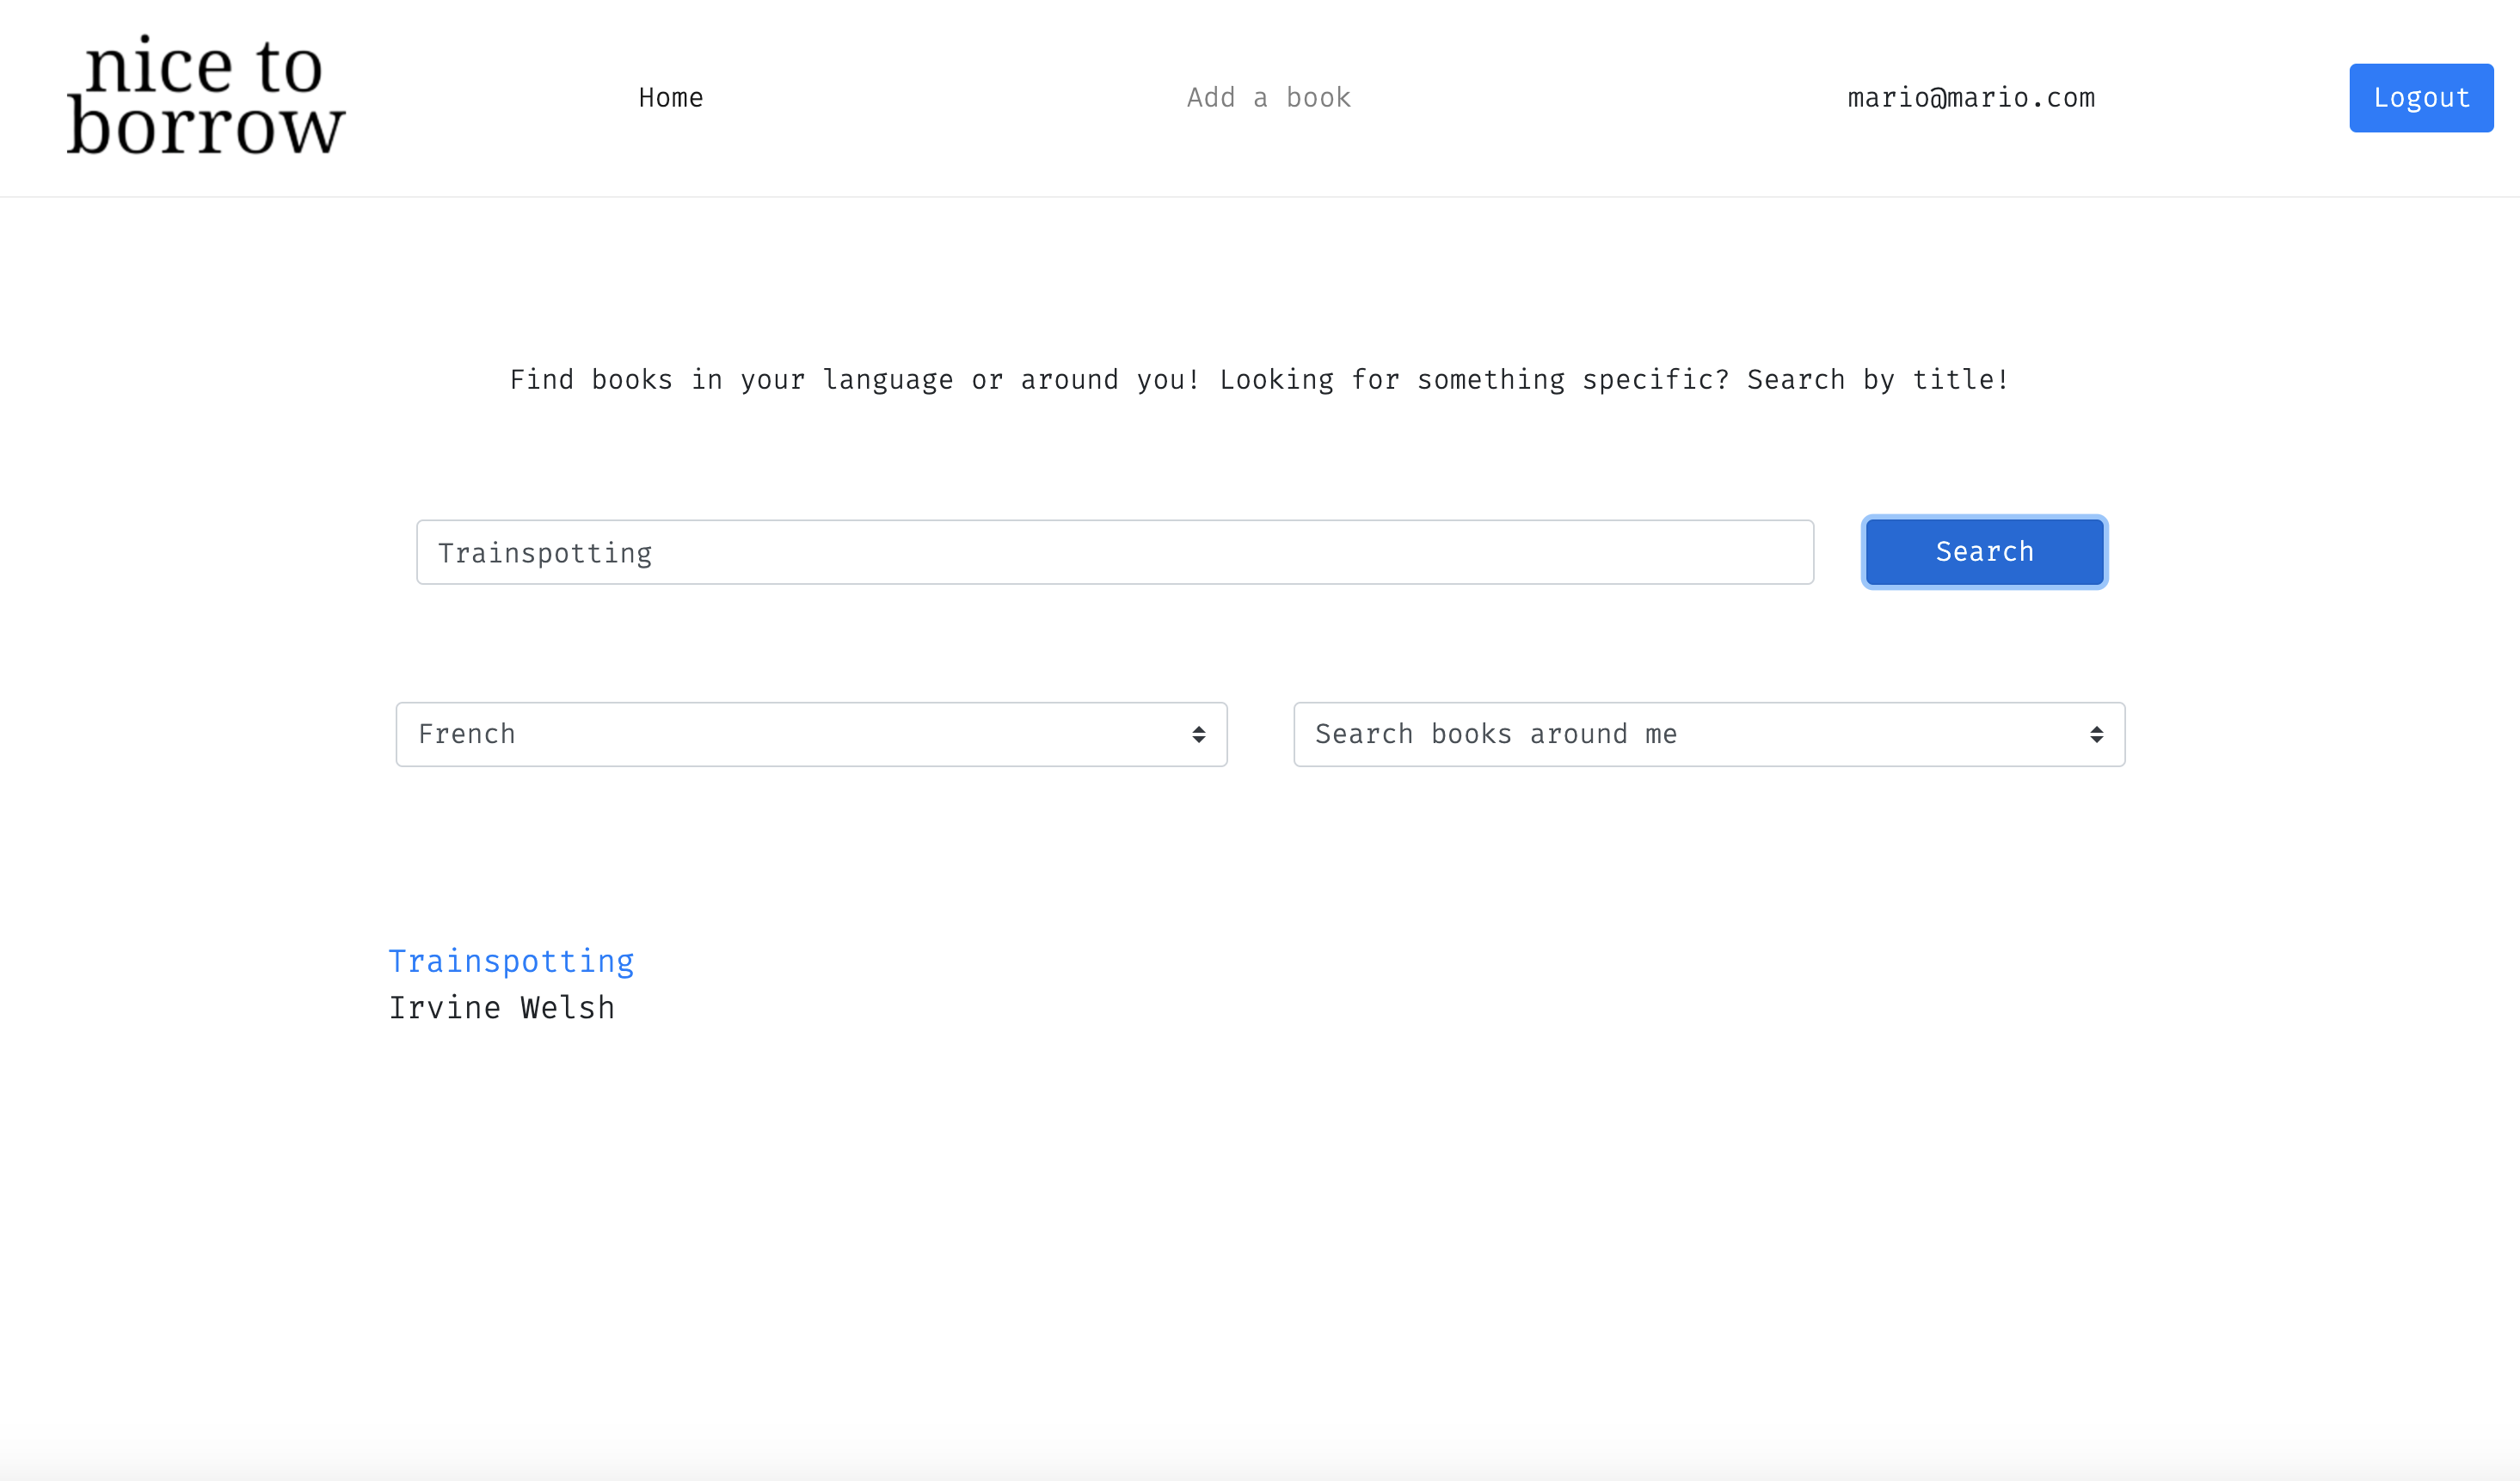 nice to
borrow
Home
Add a book
mario@mario.com
Logout
Find books in your language or around you! Looking for something specific? Search by title!
Trainspotting
Search
French
Search books around me
Trainspotting
Irvine Welsh